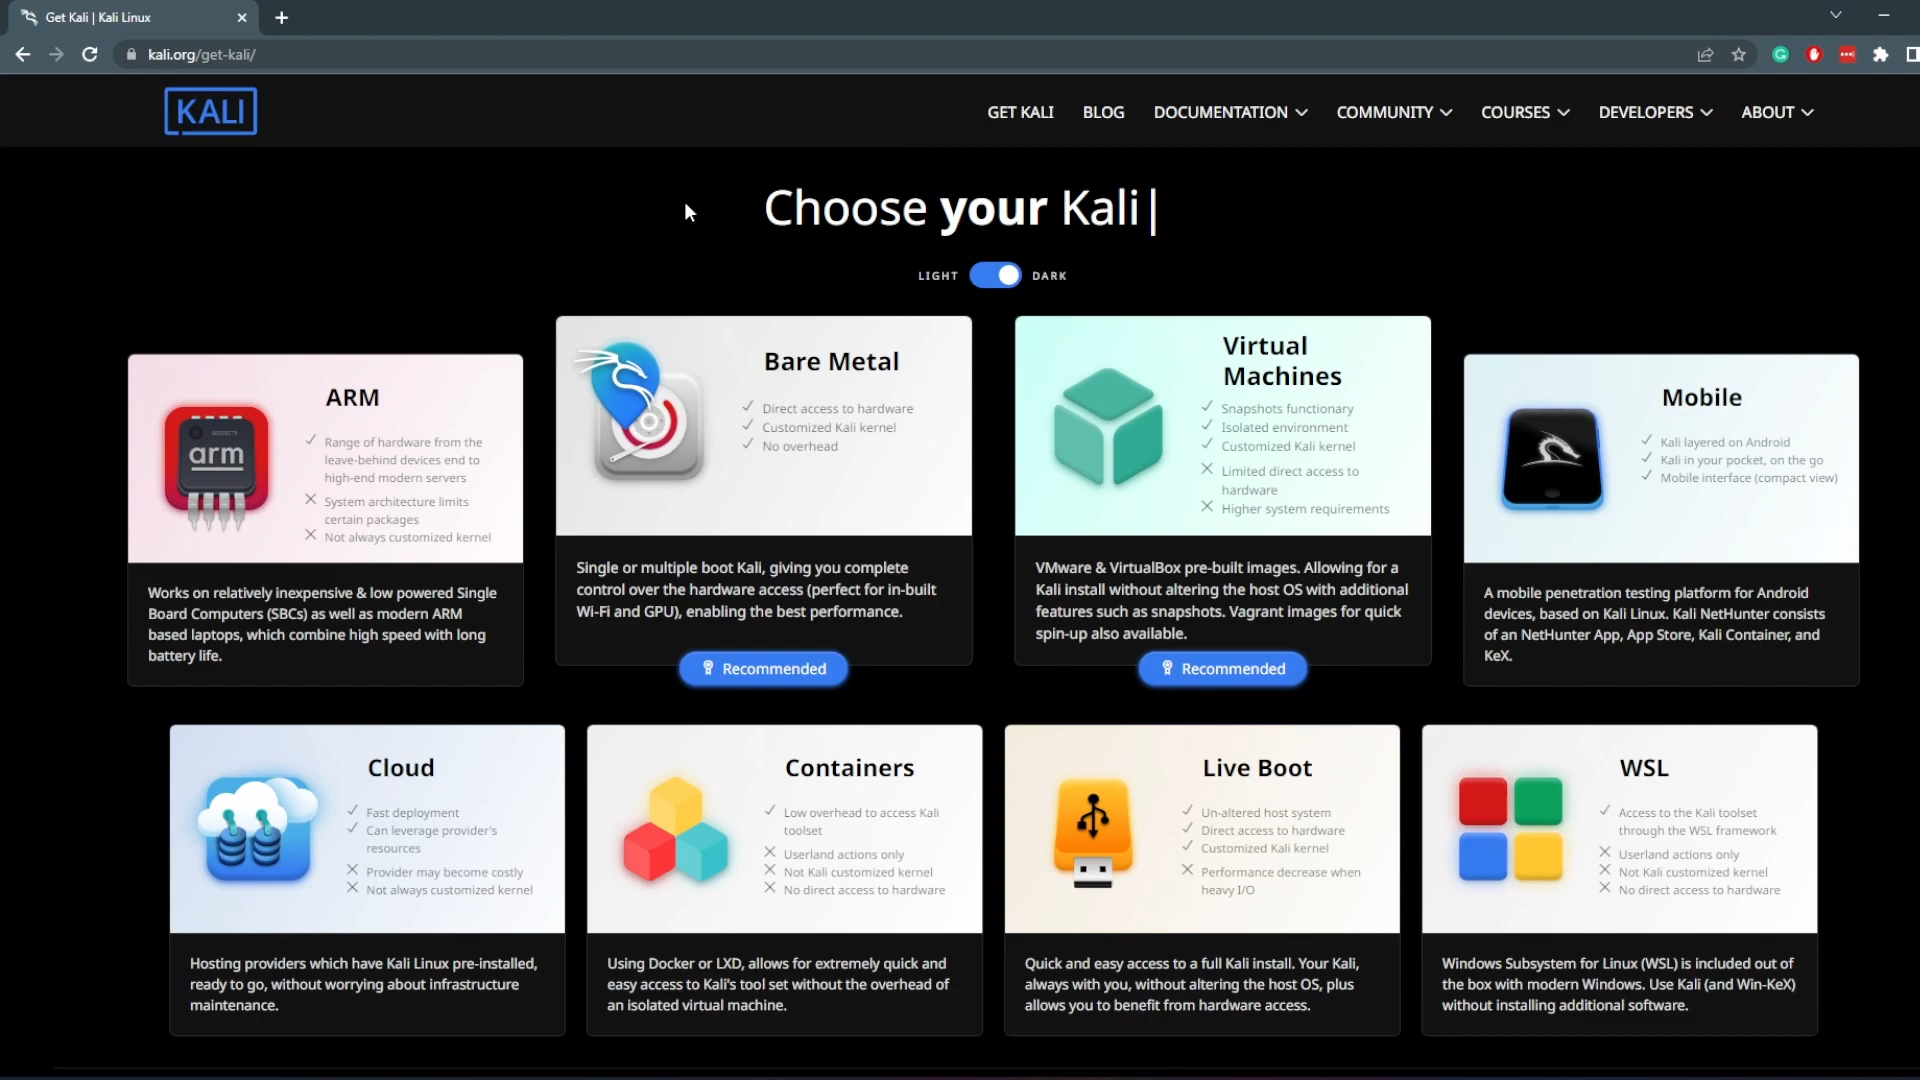 Get Kali | Kali Linux
kali.org/get-kali/
KALI
GET KALI
BLOG
DOCUMENTATION
COMMUNITY
COURSES
DEVELOPERS
ABOUT
Choose your Kali|
LIGHT
DARK
arm
ARM
Range of hardware from the
leave-behind devices end to
high-end modern servers
System architecture limits
certain packages
Not always customized kernel
Works on relatively inexpensive & low powered Single
Board Computers (SBCs) as well as modern ARM
based laptops, which combine high speed with long
battery life.
Bare Metal
Direct access to hardware
Customized Kali kernel
No overhead
Single or multiple boot Kali, giving you complete
control over the hardware access (perfect for in-built
Wi-Fi and GPU), enabling the best performance.
Recommended
Virtual
Machines
Snapshots functionary
Isolated environment
Customized Kali kernel
Limited direct access to
hardware
Higher system requirements
VMware & VirtualBox pre-built images. Allowing for a
Kali install without altering the host OS with additional
features such as snapshots. Vagrant images for quick
spin-up also available.
Recommended
Mobile
Kali layered on Android
Kali in your pocket, on the go
Mobile interface (compact view)
A mobile penetration testing platform for Android
devices, based on Kali Linux. Kali NetHunter consists
of an NetHunter App, App Store, Kali Container, and
KeX.
Cloud
Fast deployment
Can leverage provider's
resources
Provider may become costly
Not always customized kernel
Hosting providers which have Kali Linux pre-installed,
ready to go, without worrying about infrastructure
maintenance.
Containers
Low overhead to access Kali
toolset
Userland actions only
Not Kali customized kernel
No direct access to hardware
Using Docker or LXD, allows for extremely quick and
easy access to Kali's tool set without the overhead of
an isolated virtual machine.
Live Boot
Un-altered host system
Direct access to hardware
Customized Kali kernel
Performance decrease when
heavy I/O
Quick and easy access to a full Kali install. Your Kali,
always with you, without altering the host OS, plus
allows you to benefit from hardware access.
WSL
Access to the Kali toolset
through the WSL framework
Userland actions only
Not Kali customized kernel
No direct access to hardware
Windows Subsystem for Linux (WSL) is included out of
the box with modern Windows. Use Kali (and Win-KeX)
without installing additional software.